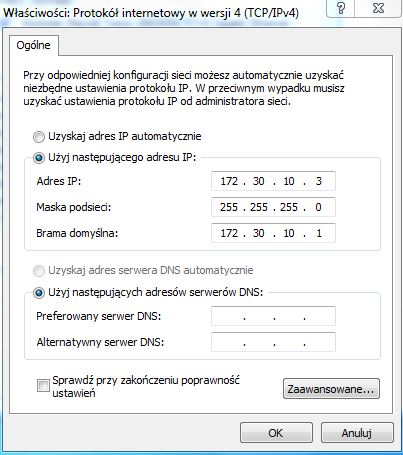 Właściwości: Protokół internetowy w wersji 4 (TCP/IPv4)
Ogólne
Przy odpowiedniej konfiguracji sieci możesz automatycznie uzyskać
niezbędne ustawienia protokołu IP. W przeciwnym wypadku musisz
uzyskać ustawienia protokołu IP od administratora sieci.
Uzyskaj adres IP automatycznie
Użyj następującego adresu IP:
Adres IP: 172 . 30 . 10 . 3
Maska podsieci: 255 . 255 . 255 . 0
Brama domyślna: 172 . 30 . 10 . 1
Uzyskaj adres serwera DNS automatycznie
Użyj następujących adresów serwerów DNS:
Preferowany serwer DNS: . . .
Alternatywny serwer DNS: . . .
Sprawdź przy zakończeniu poprawność
ustawień
Zaawansowane...
OK Anuluj